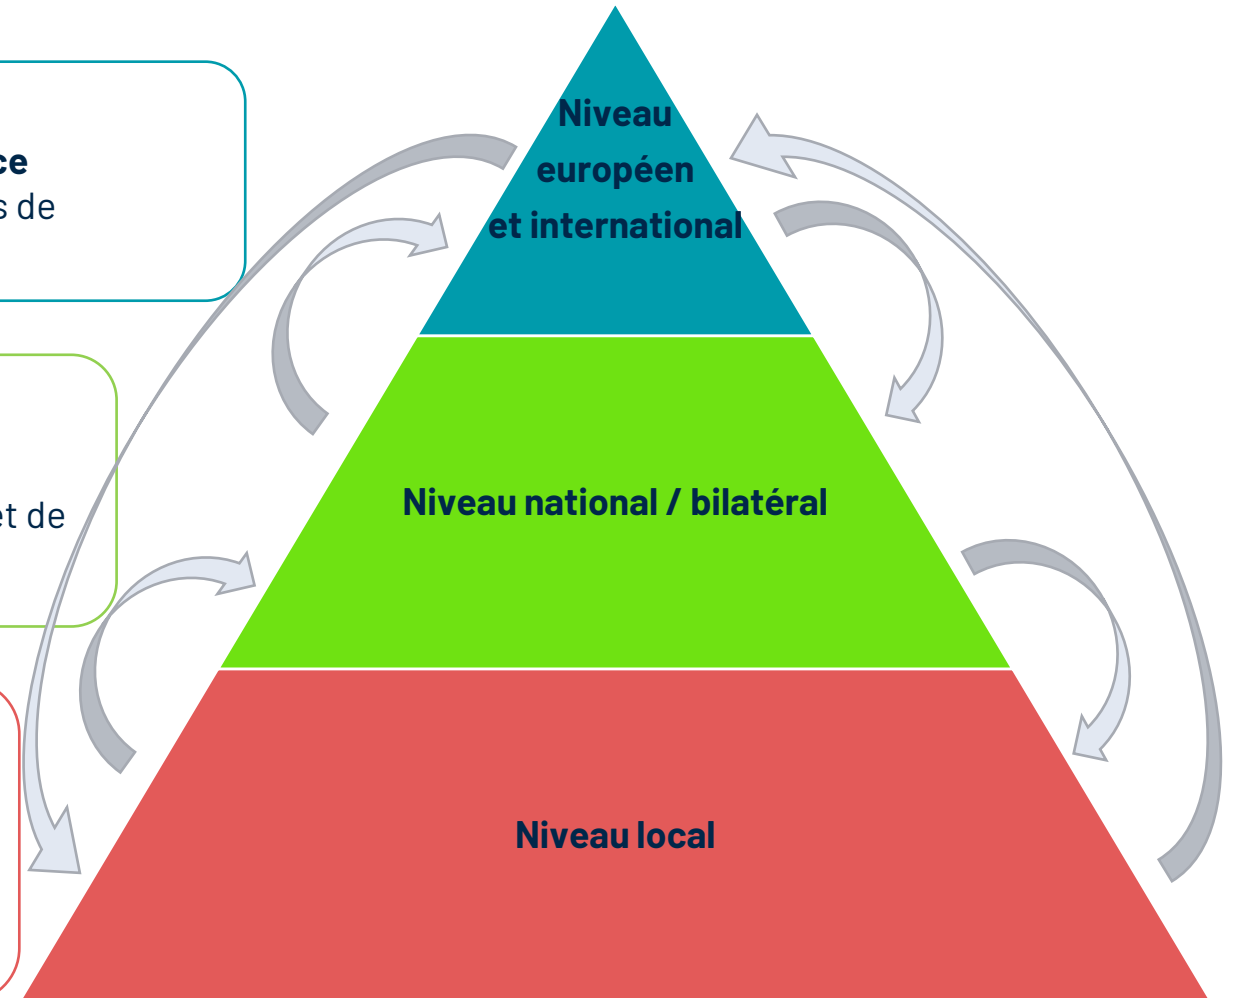 Niveau
européen
et international
ce
s de
Niveau national / bilatéral
et de
Niveau local